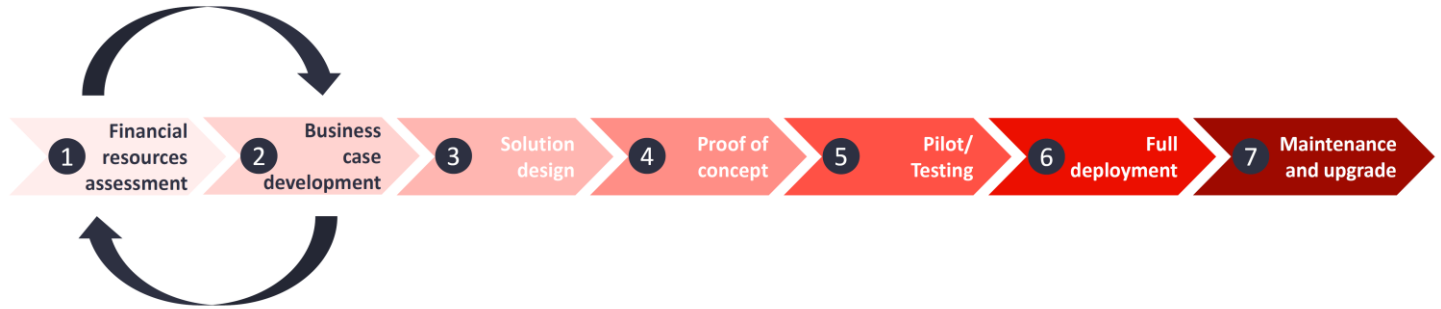 1
Financial
resources
assessment
2
Business
case
development
3
Solution
design
4
Proof of
concept
5
Pilot/
Testing
6
Full
deployment
7
Maintenance
and upgrade